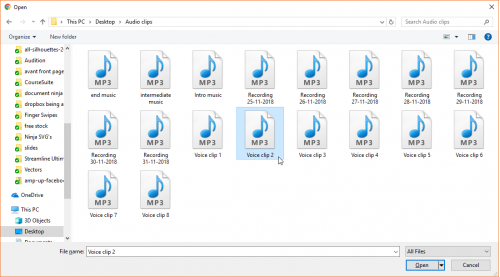 Open
This PC > Desktop > Audio clips
Search Audio clips
Organize
New folder
all-silhouettes-2
Audition
avant front page
CourseSuite
document ninja
dropbox being a
Finger Swipes
free stock
Ninja SVG's
slides
Streamline Ultim
Vectors
amp-up-facebo
OneDrive
This PC
3D Objects
Desktop
Documents
MP3 MP3 MP3 MP3 MP3 MP3 MP3 MP3
end music
intermediate music
Intro music
Recording 25-11-2018
Recording 26-11-2018
Recording 27-11-2018
Recording 28-11-2018
Recording 29-11-2018
MP3 MP3 MP3 MP3 MP3 MP3 MP3 MP3
Recording 30-11-2018
Recording 31-11-2018
Voice clip 1
Voice clip 2
Voice clip 3
Voice clip 4
Voice clip 5
Voice clip 6
MP3 MP3
Voice clip 7
Voice clip 8
File name: Voice clip 2
All Files
Open
Cancel